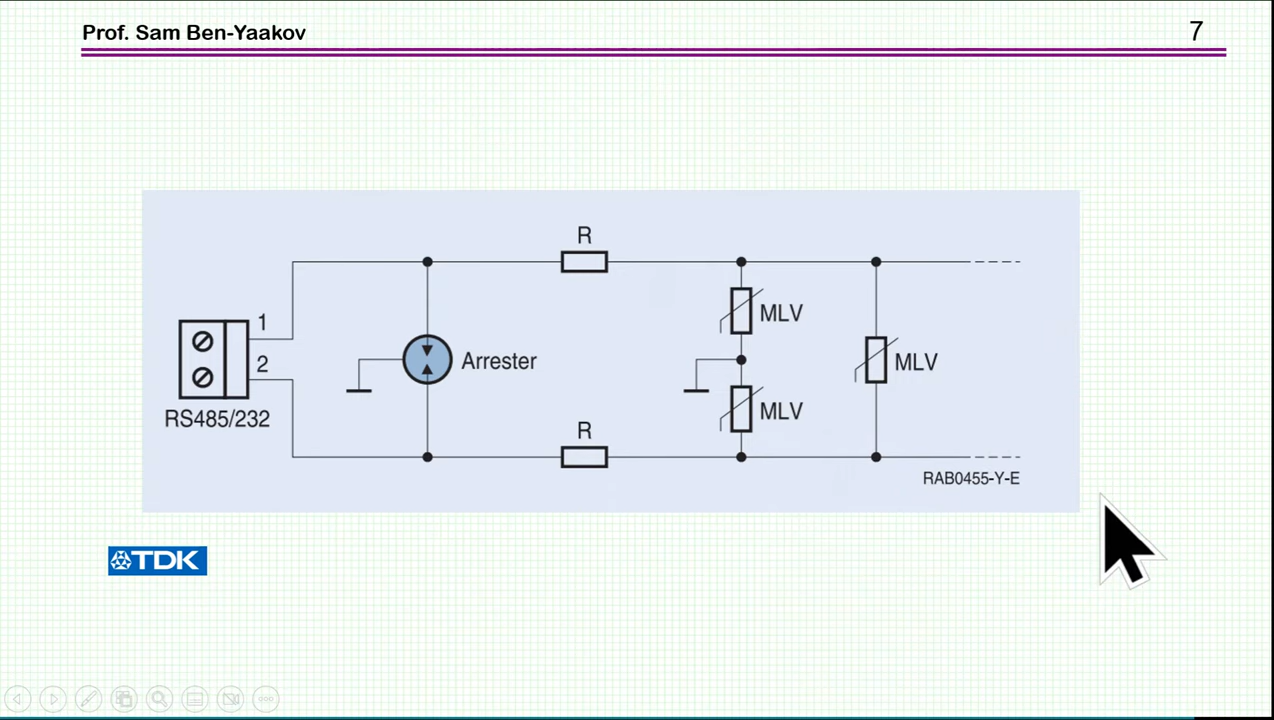 Prof. Sam Ben-Yaakov
7
R
1
MLV
2
Arrester
MLV
RS485/232
MLV
R
RAB0455-Y-E
TDK